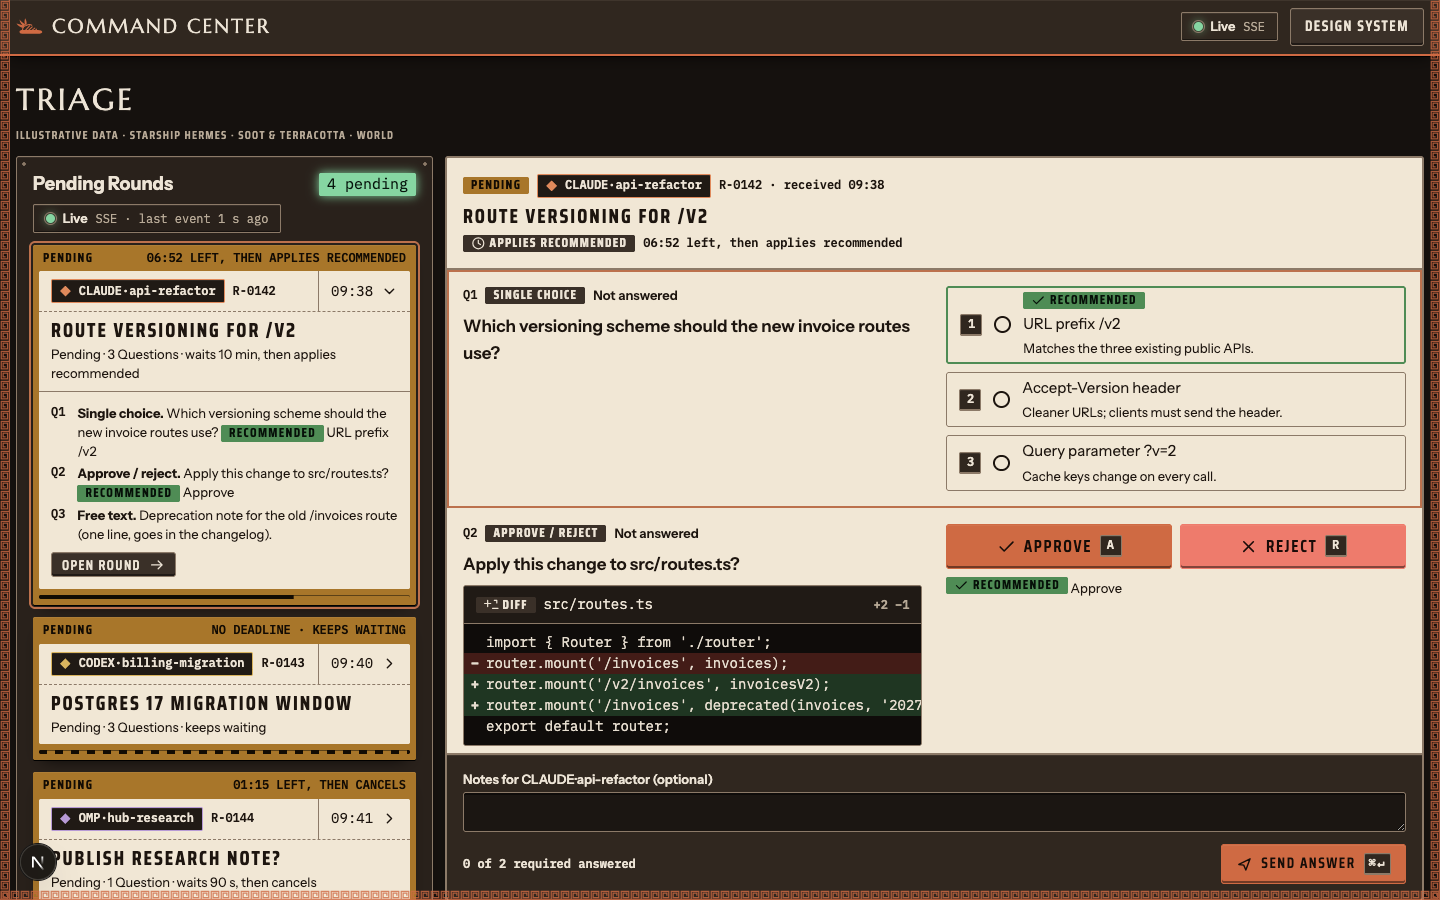 COMMAND CENTER
Live SSE
DESIGN SYSTEM
TRIAGE
ILLUSTRATIVE DATA · STARSHIP HERMES · SOOT & TERRACOTTA · WORLD
Pending Rounds
4 pending
Live SSE · last event 1 s ago
PENDING
06:52 LEFT, THEN APPLIES RECOMMENDED
CLAUDE·api-refactor R-0142
09:38
ROUTE VERSIONING FOR /V2
Pending · 3 Questions · waits 10 min, then applies
recommended
Q1 Single choice. Which versioning scheme should the
new invoice routes use? RECOMMENDED URL prefix
/v2
Q2 Approve / reject. Apply this change to src/routes.ts?
RECOMMENDED Approve
Q3 Free text. Deprecation note for the old /invoices route
(one line, goes in the changelog).
OPEN ROUND
PENDING
NO DEADLINE · KEEPS WAITING
CODEX·billing-migration R-0143
09:40
POSTGRES 17 MIGRATION WINDOW
Pending · 3 Questions · keeps waiting
PENDING
01:15 LEFT, THEN CANCELS
OMP·hub-research R-0144
09:41
PUBLISH RESEARCH NOTE?
Pending · 1 Question · waits 90 s, then cancels
N
PENDING CLAUDE·api-refactor R-0142 · received 09:38
ROUTE VERSIONING FOR /V2
APPLIES RECOMMENDED 06:52 left, then applies recommended
Q1 SINGLE CHOICE Not answered
Which versioning scheme should the new invoice routes
use?
RECOMMENDED
1 URL prefix /v2
Matches the three existing public APIs.
2 Accept-Version header
Cleaner URLs; clients must send the header.
3 Query parameter ?v=2
Cache keys change on every call.
Q2 APPROVE / REJECT Not answered
Apply this change to src/routes.ts?
DIFF src/routes.ts +2 −1
import { Router } from './router';
− router.mount('/invoices', invoices);
+ router.mount('/v2/invoices', invoicesV2);
+ router.mount('/invoices', deprecated(invoices, '2027
export default router;
APPROVE A
REJECT R
RECOMMENDED Approve
Notes for CLAUDE·api-refactor (optional)
0 of 2 required answered
SEND ANSWER ⌘↵